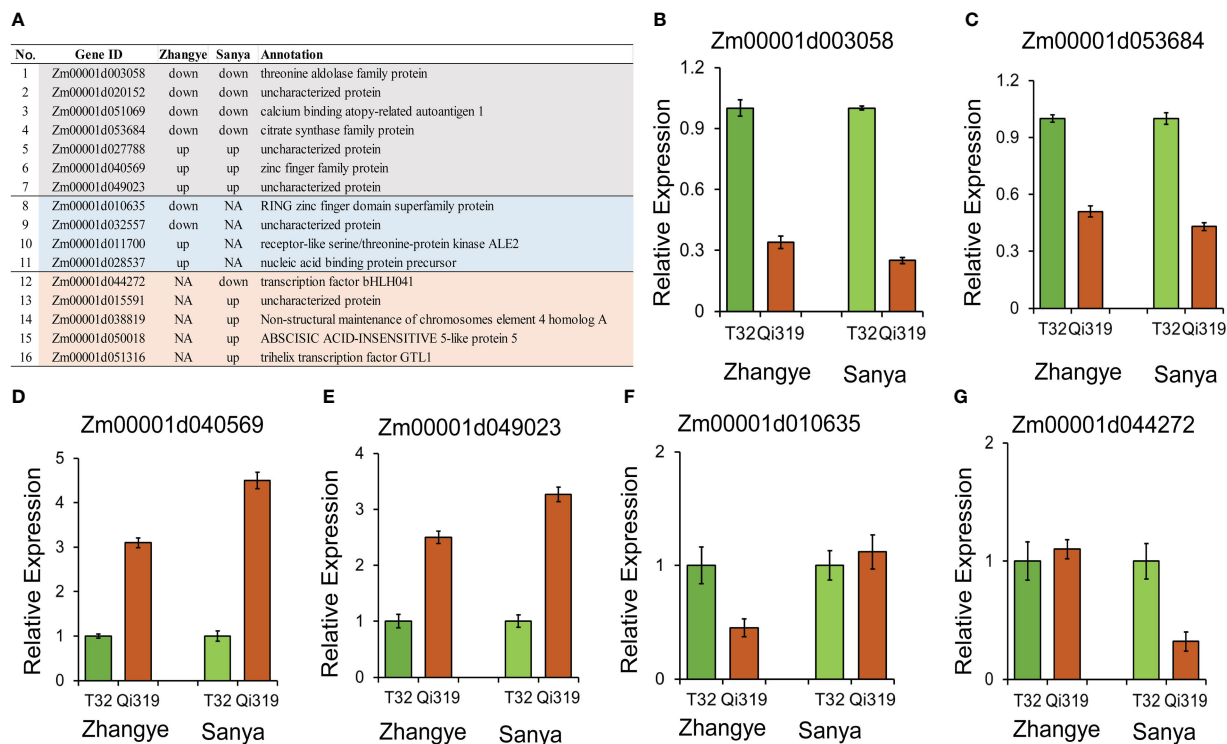 A
No. Gene ID Zhangye Sanya Annotation
1 Zm00001d003058 down down threonine aldolase family protein
2 Zm00001d020152 down down uncharacterized protein
3 Zm00001d051069 down down calcium binding atopy-related autoantigen 1
4 Zm00001d053684 down down citrate synthase family protein
5 Zm00001d027788 up up uncharacterized protein
6 Zm00001d040569 up up zinc finger family protein
7 Zm00001d049023 up up uncharacterized protein
8 Zm00001d010635 down NA RING zinc finger domain superfamily protein
9 Zm00001d032557 down NA uncharacterized protein
10 Zm00001d011700 up NA receptor-like serine/threonine-protein kinase ALE2
11 Zm00001d028537 up NA nucleic acid binding protein precursor
12 Zm00001d044272 NA down transcription factor bHLH041
13 Zm00001d015591 NA up uncharacterized protein
14 Zm00001d038819 NA up Non-structural maintenance of chromosomes element 4 homolog A
15 Zm00001d050018 NA up ABSCISIC ACID-INSENSITIVE 5-like protein 5
16 Zm00001d051316 NA up trihelix transcription factor GTL1
B
Zm00001d003058
Relative Expression
1.2
0.9
0.6
0.3
0
T32 Qi319 T32 Qi319
Zhangye Sanya
C
Zm00001d053684
Relative Expression
1.2
0.9
0.6
0.3
0
T32 Qi319 T32 Qi319
Zhangye Sanya
D
Zm00001d040569
Relative Expression
5
4
3
2
1
0
T32 Qi319 T32 Qi319
Zhangye Sanya
E
Zm00001d049023
Relative Expression
4
3
2
1
0
T32 Qi319 T32 Qi319
Zhangye Sanya
F
Zm00001d010635
Relative Expression
2
1
0
T32 Qi319 T32 Qi319
Zhangye Sanya
G
Zm00001d044272
Relative Expression
2
1
0
T32 Qi319 T32 Qi319
Zhangye Sanya